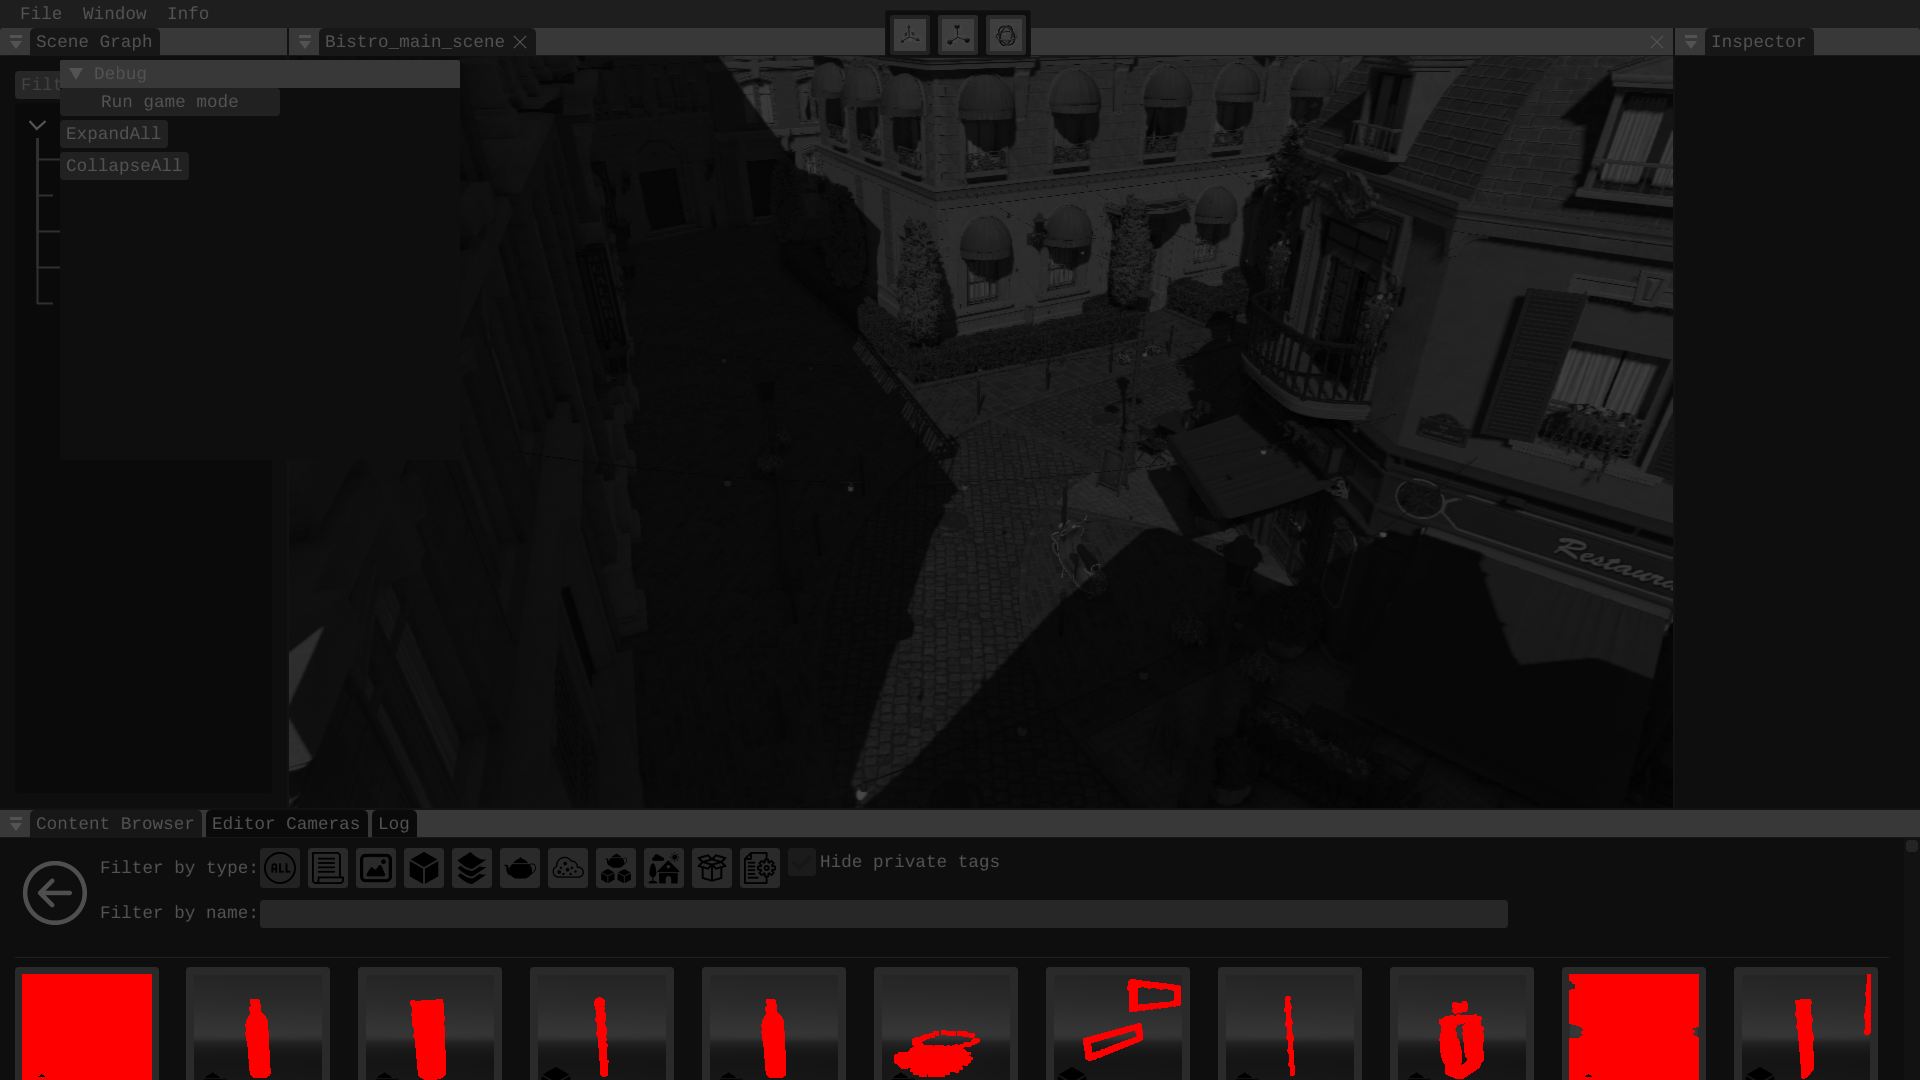 File Window Info
Scene Graph
Bistro_main_scene
Inspector
Filt
Debug
Run game mode
ExpandAll
CollapseAll
Content Browser
Editor Cameras
Log
Filter by type:
ALL
Hide private tags
Filter by name: